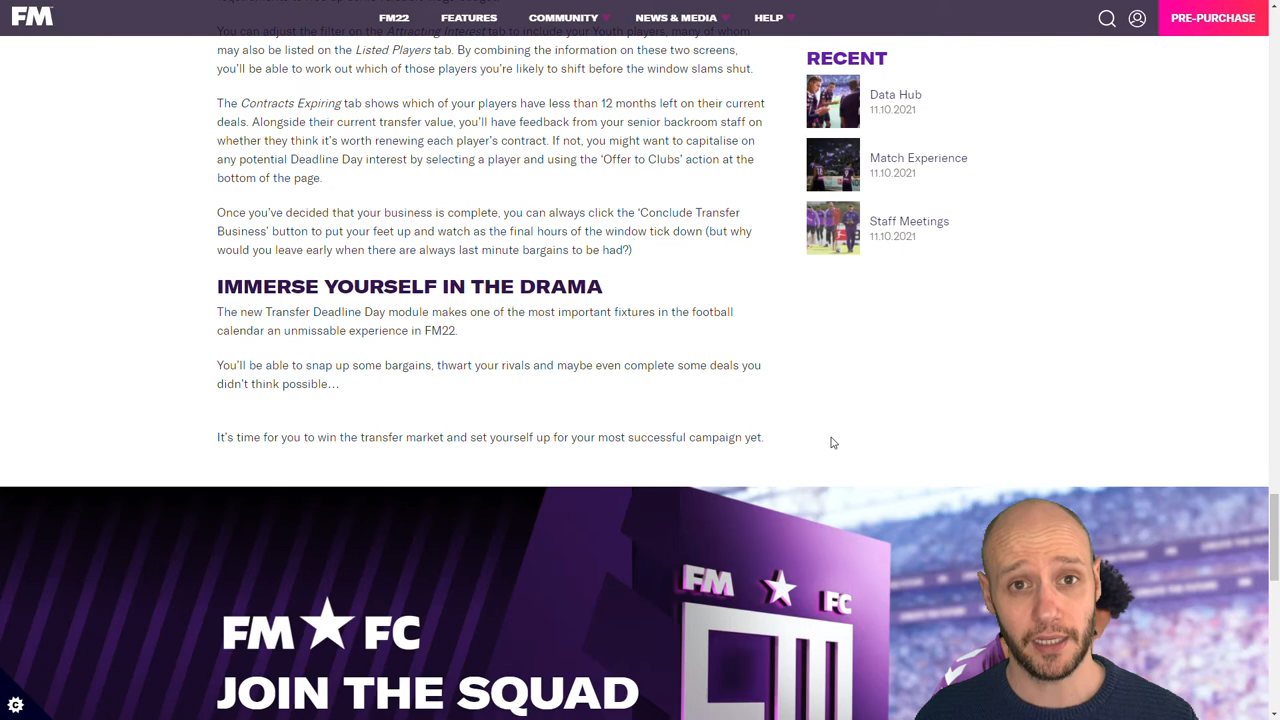 FM
FM22
FEATURES
COMMUNITY
NEWS & MEDIA
HELP
PRE-PURCHASE
You can adjust the filter on the Attracting Interest tab to include your Youth players, many of whom
may also be listed on the Listed Players tab. By combining the information on these two screens,
you'll be able to work out which of those players you're likely to shift before the window slams shut.
The Contracts Expiring tab shows which of your players have less than 12 months left on their current
deals. Alongside their current transfer value, you'll have feedback from your senior backroom staff on
whether they think it's worth renewing each player's contract. If not, you might want to capitalise on
any potential Deadline Day interest by selecting a player and using the 'Offer to Clubs' action at the
bottom of the page.
Once you've decided that your business is complete, you can always click the 'Conclude Transfer
Business' button to put your feet up and watch as the final hours of the window tick down (but why
would you leave early when there are always last minute bargains to be had?)
IMMERSE YOURSELF IN THE DRAMA
The new Transfer Deadline Day module makes one of the most important fixtures in the football
calendar an unmissable experience in FM22.
You'll be able to snap up some bargains, thwart your rivals and maybe even complete some deals you
didn't think possible…
It's time for you to win the transfer market and set yourself up for your most successful campaign yet.
RECENT
Data Hub
11.10.2021
Match Experience
11.10.2021
Staff Meetings
11.10.2021
FM ★ FC
JOIN THE SQUAD
FM ★ FC